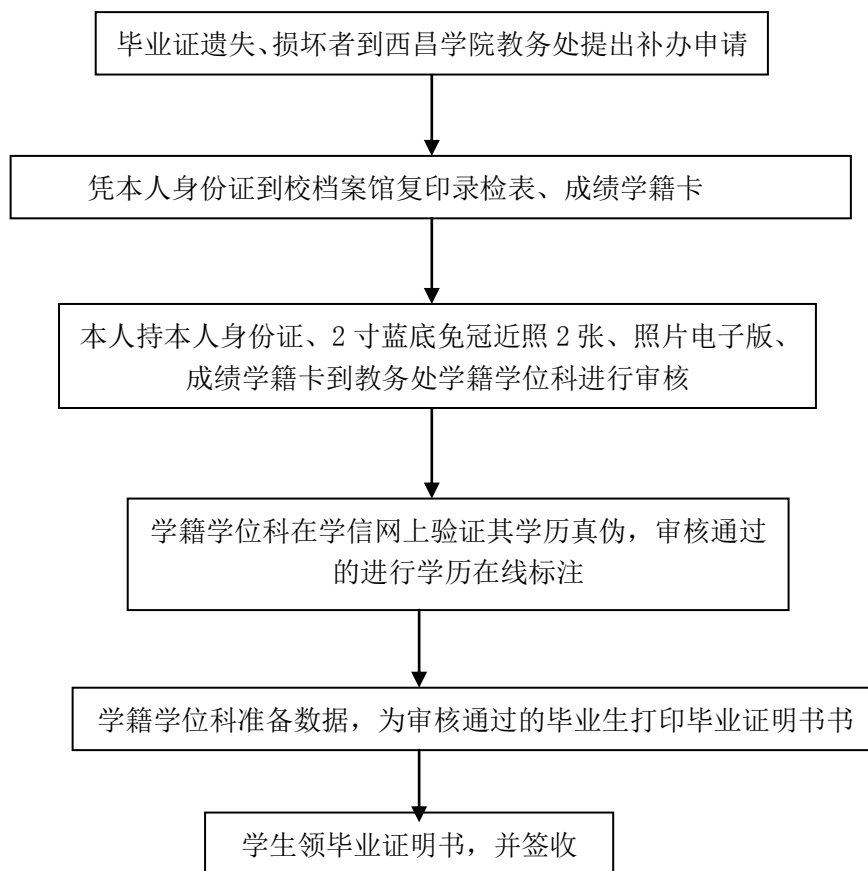 毕业证遗失、损坏者到西昌学院教务处提出补办申请
凭本人身份证到校档案馆复印录检表、成绩学籍卡
本人持本人身份证、2 寸蓝底免冠近照 2 张、照片电子版、
成绩学籍卡到教务处学籍学位科进行审核
学籍学位科在学信网上验证其学历真伪，审核通过
的进行学历在线标注
学籍学位科准备数据，为审核通过的毕业生打印毕业证明书书
学生领毕业证明书，并签收